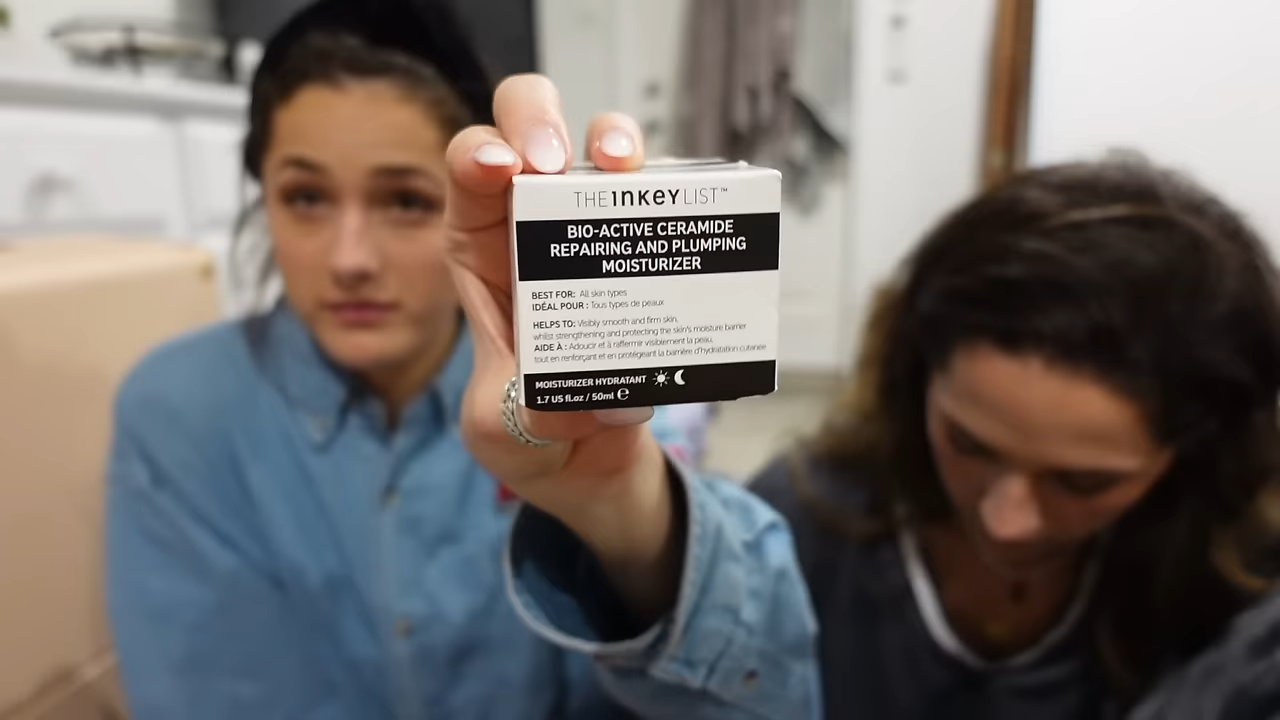 THE INKEY LIST™
BIO-ACTIVE CERAMIDE
REPAIRING AND PLUMPING
MOISTURIZER
BEST FOR: All skin types
IDÉAL POUR : Tous types de peaux
HELPS TO: Visibly smooth and firm skin,
whilst strengthening and protecting the skin's moisture barrier
AIDE À : Adoucir et à raffermir visiblement la peau,
tout en renforçant et en protégeant la barrière d'hydratation cutanée
MOISTURIZER HYDRATANT
1.7 US fl.oz / 50ml ℮